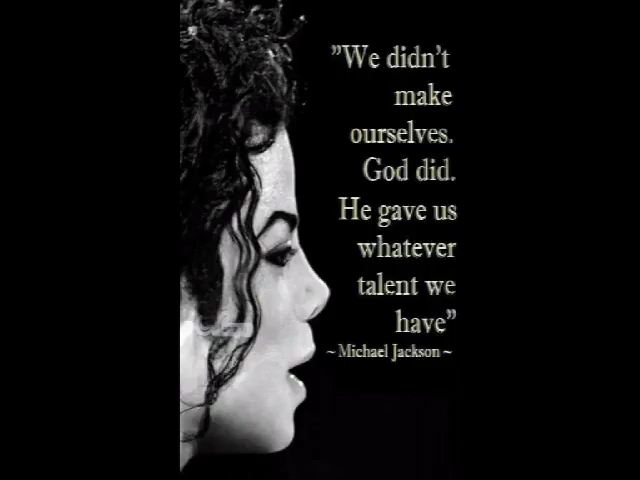 ”We didn’t
make
ourselves.
God did.
He gave us
whatever
talent we
have”
~Michael Jackson~